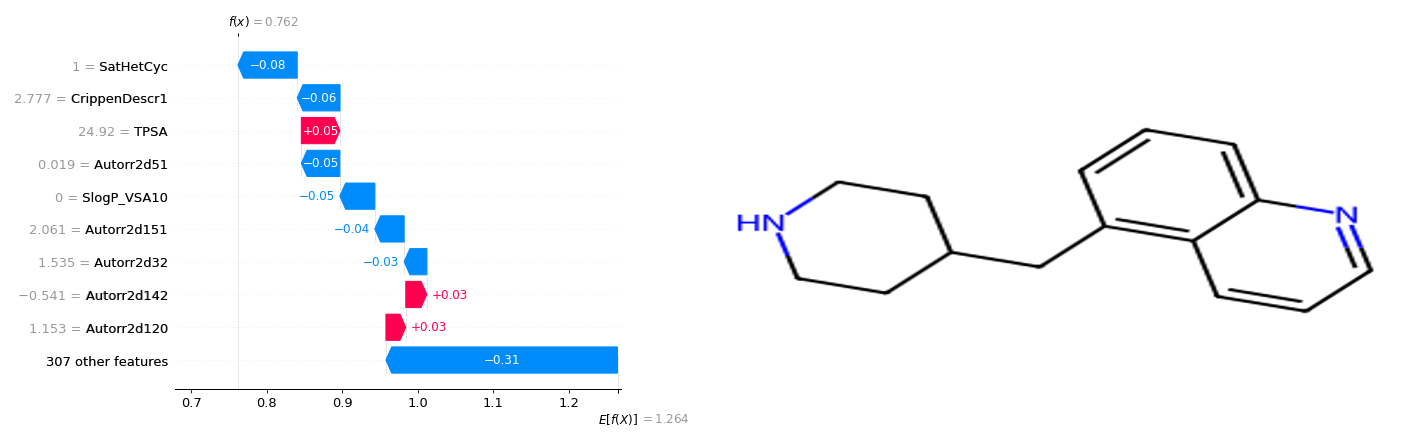 f(x) = 0.762
1 = SatHetCyc
−0.08
2.777 = CrippenDescr1
−0.06
24.92 = TPSA
+0.05
0.019 = Autorr2d51
−0.05
0 = SlogP_VSA10
−0.05
2.061 = Autorr2d151
−0.04
1.535 = Autorr2d32
−0.03
−0.541 = Autorr2d142
+0.03
1.153 = Autorr2d120
+0.03
307 other features
−0.31
0.7 0.8 0.9 1.0 1.1 1.2
E[f(X)] = 1.264
HN
N